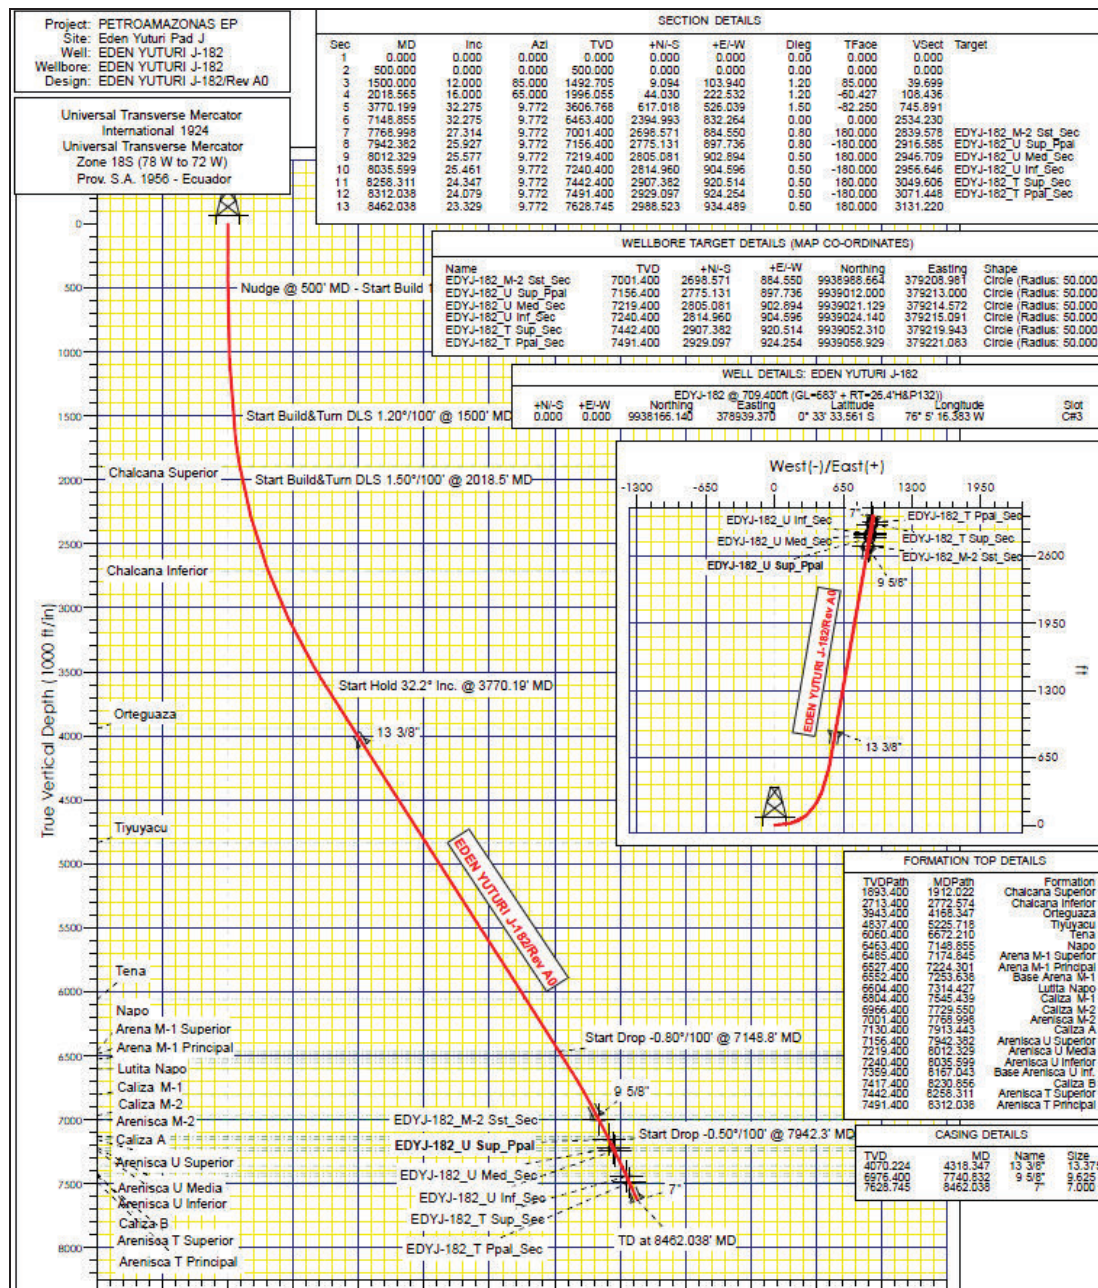 Project: PETROAMAZONAS EP
Site: Eden Yuturi Pad J
Well: EDEN YUTURI J-182
Wellbore: EDEN YUTURI J-182
Design: EDEN YUTURI J-182/Rev A0
Universal Transverse Mercator
International 1924
Universal Transverse Mercator
Zone 18S (78 W to 72 W)
Prov. S.A. 1956 - Ecuador
SECTION DETAILS
Sec MD Inc Azi TVD +N/-S +E/-W Dleg TFace VSect Target
1 0.000 0.000 0.000 0.000 0.000 0.000 0.00 0.000 0.000
2 500.000 0.000 0.000 500.000 0.000 0.000 0.00 0.000 0.000
3 1500.000 12.000 85.000 1492.705 9.094 103.940 1.20 85.000 39.696
4 2018.565 16.000 65.000 1996.055 44.030 222.532 1.20 -60.427 108.436
5 3770.199 32.275 9.772 3606.768 617.018 526.039 1.50 -82.250 745.891
6 7148.855 32.275 9.772 6463.400 2394.993 832.264 0.00 0.000 2534.230
7 7768.998 27.314 9.772 7001.400 2698.571 884.550 0.80 180.000 2839.578 EDYJ-182_M-2 Sst_Sec
8 7942.382 25.927 9.772 7156.400 2775.131 897.736 0.80 -180.000 2916.585 EDYJ-182_U Sup_Ppal
9 8012.329 25.577 9.772 7219.400 2805.081 902.894 0.50 180.000 2946.709 EDYJ-182_U Med_Sec
10 8035.599 25.461 9.772 7240.400 2814.960 904.596 0.50 -180.000 2956.646 EDYJ-182_U Inf_Sec
11 8258.311 24.347 9.772 7442.400 2907.382 920.514 0.50 180.000 3049.606 EDYJ-182_T Sup_Sec
12 8312.038 24.079 9.772 7491.400 2929.097 924.254 0.50 -180.000 3071.448 EDYJ-182_T Ppal_Sec
13 8462.038 23.329 9.772 7628.745 2988.523 934.489 0.50 180.000 3131.220
WELLBORE TARGET DETAILS (MAP CO-ORDINATES)
Name TVD +N/-S +E/-W Northing Easting Shape
EDYJ-182_M-2 Sst_Sec 7001.400 2698.571 884.550 9938988.664 379208.981 Circle (Radius: 50.000
EDYJ-182_U Sup_Ppal 7156.400 2775.131 897.736 9939012.000 379213.000 Circle (Radius: 50.000
EDYJ-182_U Med_Sec 7219.400 2805.081 902.894 9939021.129 379214.572 Circle (Radius: 50.000
EDYJ-182_U Inf_Sec 7240.400 2814.960 904.596 9939024.140 379215.091 Circle (Radius: 50.000
EDYJ-182_T Sup_Sec 7442.400 2907.382 920.514 9939052.310 379219.943 Circle (Radius: 50.000
EDYJ-182_T Ppal_Sec 7491.400 2929.097 924.254 9939058.929 379221.083 Circle (Radius: 50.000
WELL DETAILS: EDEN YUTURI J-182
EDYJ-182 @ 709.400ft (GL=683' + RT=26.4'H&P132))
+N/-S +E/-W Northing Easting Latitude Longitude Slot
0.000 0.000 9938166.140 378939.370 0° 33' 33.561 S 76° 5' 16.383 W C#3
True Vertical Depth (1000 ft/in)
0
500
1000
1500
2000
2500
3000
3500
4000
4500
5000
5500
6000
6500
7000
7500
8000
Nudge @ 500' MD - Start Build 1
Start Build&Turn DLS 1.20°/100' @ 1500' MD
Chalcana Superior
Start Build&Turn DLS 1.50°/100' @ 2018.5' MD
Chalcana Inferior
Start Hold 32.2° Inc. @ 3770.19' MD
Orteguaza
13 3/8"
Tiyuyacu
EDEN YUTURI J-182/Rev A0
Tena
Napo
Arena M-1 Superior
Arena M-1 Principal
Lutita Napo
Caliza M-1
Caliza M-2
Arenisca M-2
Caliza A
Arenisca U Superior
Arenisca U Media
Arenisca U Inferior
Caliza B
Arenisca T Superior
Arenisca T Principal
Start Drop -0.80°/100' @ 7148.8' MD
9 5/8"
EDYJ-182_M-2 Sst_Sec
Start Drop -0.50°/100' @ 7942.3' MD
EDYJ-182_U Sup_Ppal
EDYJ-182_U Med_Sec
7"
EDYJ-182_U Inf_Sec
EDYJ-182_T Sup_Sec
TD at 8462.038' MD
EDYJ-182_T Ppal_Sec
West(-)/East(+)
-1300 -650 0 650 1300 1950
7"
EDYJ-182_U Inf_Sec
EDYJ-182_T Ppal_Sec
EDYJ-182_U Med_Sec
EDYJ-182_T Sup_Sec
EDYJ-182_U Sup_Ppal
EDYJ-182_M-2 Sst_Sec
9 5/8"
EDEN YUTURI J-182/Rev A0
13 3/8"
2600
1950
1300
650
0
ft
FORMATION TOP DETAILS
TVDPath MDPath Formation
1893.400 1912.022 Chalcana Superior
2713.400 2772.574 Chalcana Inferior
3943.400 4168.347 Orteguaza
4837.400 5225.718 Tiyuyacu
6060.400 6672.210 Tena
6463.400 7148.855 Napo
6485.400 7174.845 Arena M-1 Superior
6527.400 7224.301 Arena M-1 Principal
6552.400 7253.638 Base Arena M-1
6604.400 7314.427 Lutita Napo
6804.400 7545.439 Caliza M-1
6966.400 7729.550 Caliza M-2
7001.400 7768.998 Arenisca M-2
7130.400 7913.443 Caliza A
7156.400 7942.382 Arenisca U Superior
7219.400 8012.329 Arenisca U Media
7240.400 8035.599 Arenisca U Inferior
7359.400 8167.043 Base Arenisca U Inf.
7417.400 8230.856 Caliza B
7442.400 8258.311 Arenisca T Superior
7491.400 8312.038 Arenisca T Principal
CASING DETAILS
TVD MD Name Size
4070.224 4318.347 13 3/8" 13.375
6976.400 7740.832 9 5/8" 9.625
7628.745 8462.038 7" 7.000